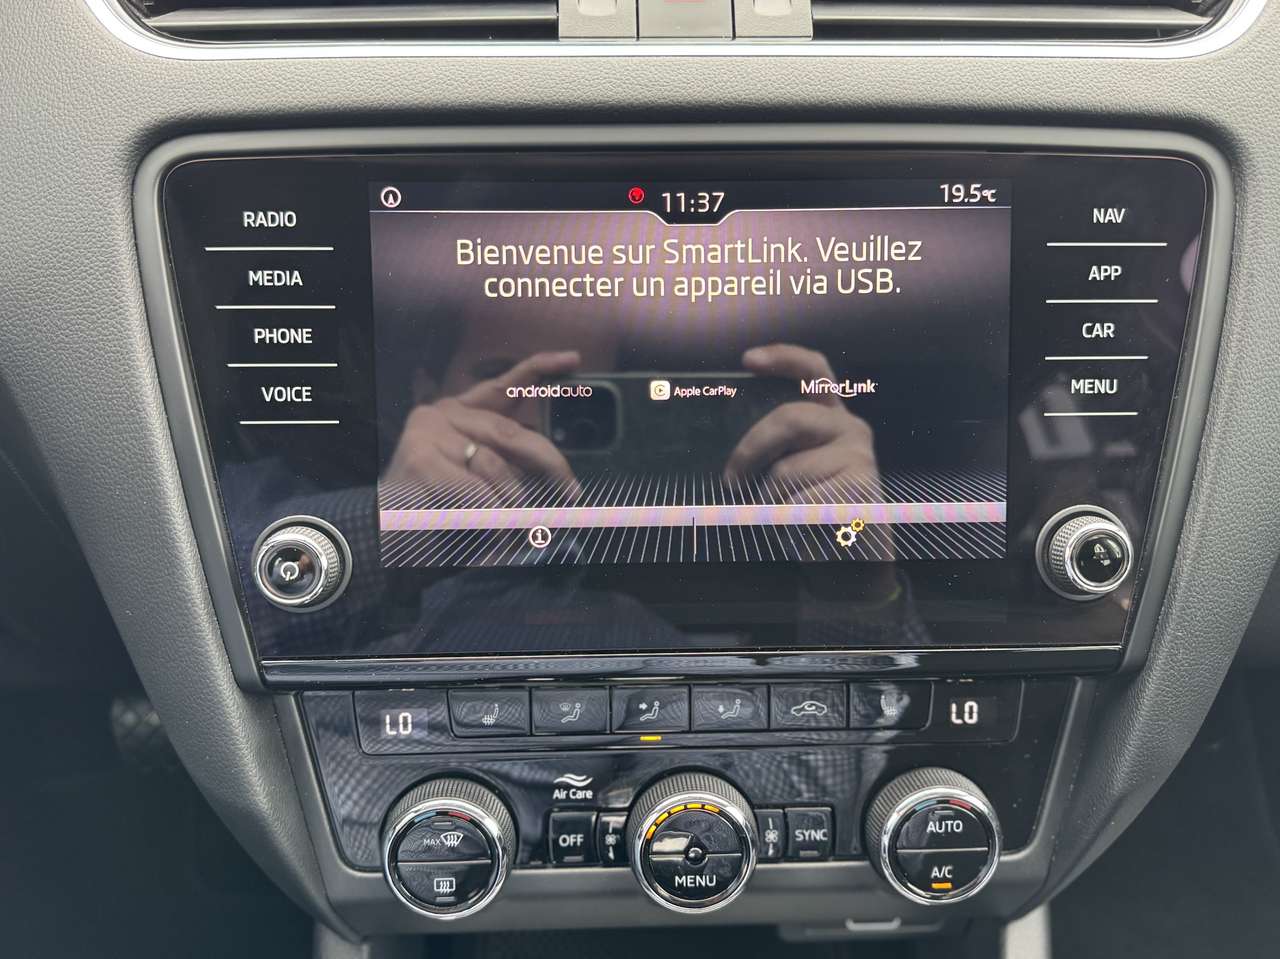 11:37
19.5°C
RADIO
MEDIA
PHONE
VOICE
Bienvenue sur SmartLink. Veuillez
connecter un appareil via USB.
androidauto
Apple CarPlay
MirrorLink
NAV
APP
CAR
MENU
LO
LO
Air Care
MAX
OFF
MENU
SYNC
AUTO
A/C